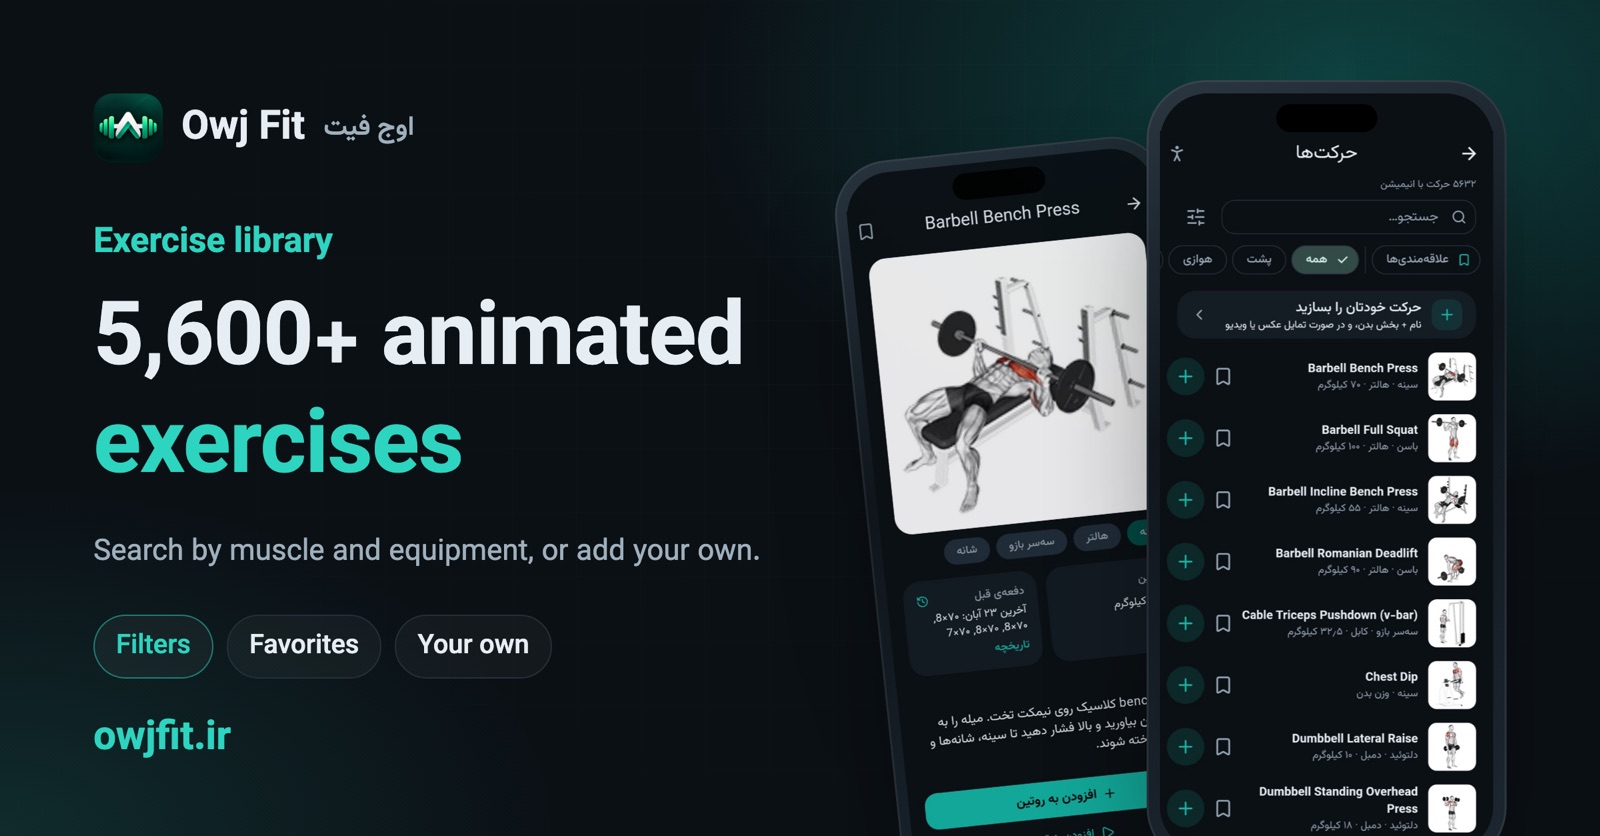 Owj Fit اوج فیت
Exercise library
5,600+ animated
exercises
Search by muscle and equipment, or add your own.
Filters
Favorites
Your own
owjfit.ir
Barbell Bench Press
هالتر
سه‌سر بازو
شانه
دفعه‌ی قبل
آخرین ۲۳ آبان: ۷۰×۸,
۷۰×۸, ۷۰×۸, ۷۰×7
تاریخچه
کیلوگرم
کلاسیک روی نیمکت تخت. میله را به
بیاورید و بالا فشار دهید تا سینه، شانه‌ها و
شوند.
افزودن به روتین
حرکت‌ها
۵۶۳۲ حرکت با انیمیشن
جستجو...
علاقه‌مندی‌ها
همه
پشت
هوازی
حرکت خودتان را بسازید
نام + بخش بدن، و در صورت تمایل عکس یا ویدیو
Barbell Bench Press
سینه · هالتر · ۷۰ کیلوگرم
Barbell Full Squat
باسن · هالتر · ۱۰۰ کیلوگرم
Barbell Incline Bench Press
سینه · هالتر · ۵۵ کیلوگرم
Barbell Romanian Deadlift
باسن · هالتر · ۹۰ کیلوگرم
Cable Triceps Pushdown (v-bar)
سه‌سر بازو · کابل · ۳۲٫۵ کیلوگرم
Chest Dip
سینه · وزن بدن
Dumbbell Lateral Raise
دلتوئید · دمبل · ۱۰ کیلوگرم
Dumbbell Standing Overhead
Press
دلتوئید · دمبل · ۱۸ کیلوگرم